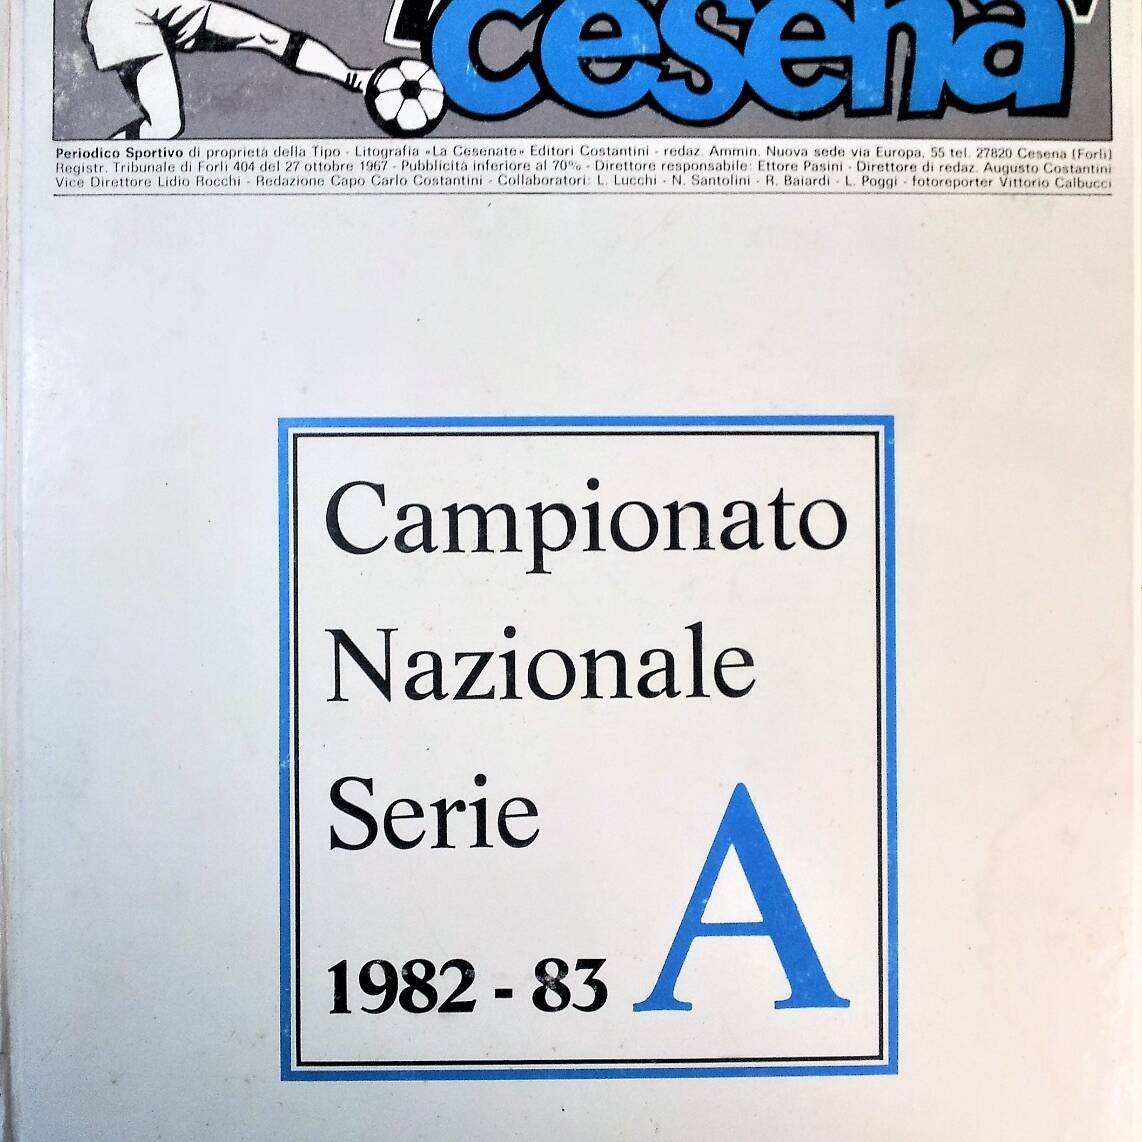 cesena
Periodico Sportivo di proprietà della Tipo - Litografia «La Cesenate» Editori Costantini - redaz. Ammin. Nuova sede via Europa, 55 tel. 27820 Cesena (Forlì)
Registr. Tribunale di Forlì 404 del 27 ottobre 1967 - Pubblicità inferiore al 70% - Direttore responsabile: Ettore Pasini - Direttore di redaz. Augusto Costantini
Vice Direttore Lidio Rocchi - Redazione Capo Carlo Costantini - Collaboratori: L. Lucchi - N. Santolini - R. Baiardi - L. Poggi - fotoreporter Vittorio Calbucci
Campionato
Nazionale
Serie A
1982 - 83